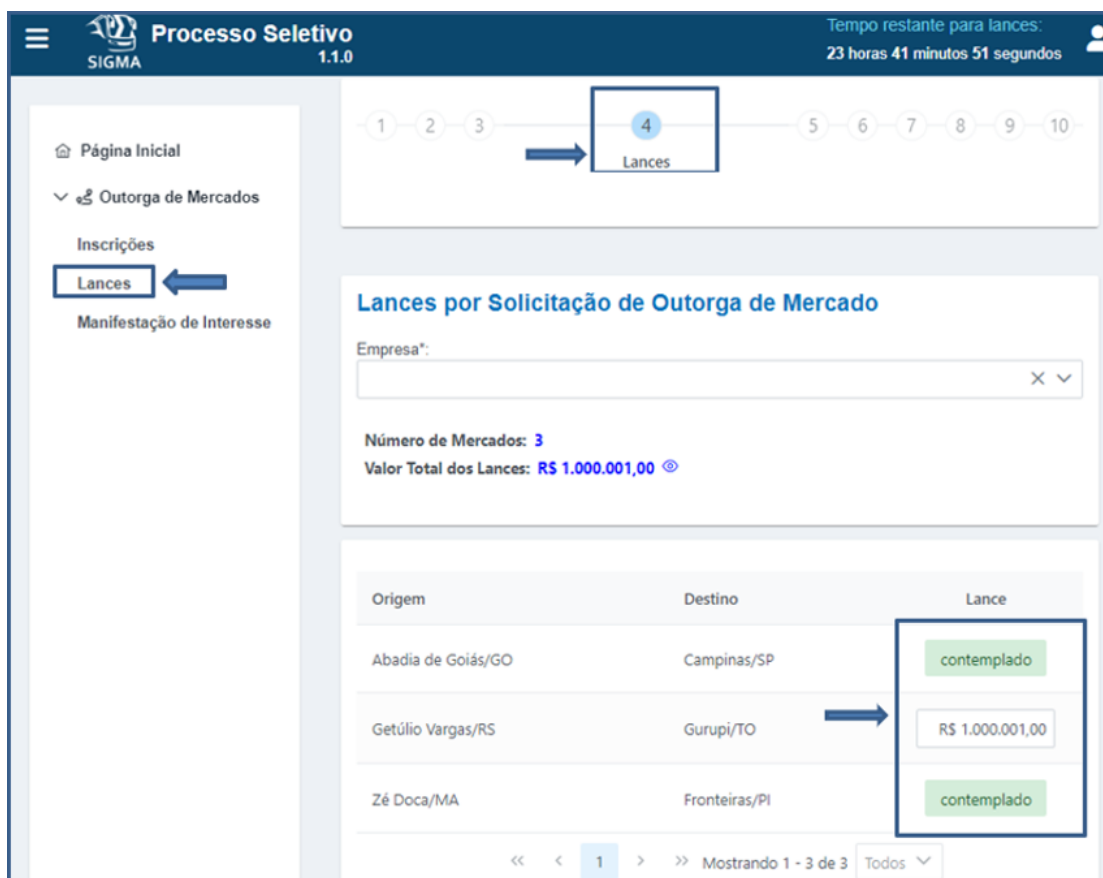 SIGMA
Processo Seletivo
1.1.0
Tempo restante para lances:
23 horas 41 minutos 51 segundos
Página Inicial
Outorga de Mercados
Inscrições
Lances
Manifestação de Interesse
1 2 3 4 5 6 7 8 9 10
Lances
Lances por Solicitação de Outorga de Mercado
Empresa*:
Número de Mercados: 3
Valor Total dos Lances: R$ 1.000.001,00
Origem Destino Lance
Abadia de Goiás/GO Campinas/SP contemplado
Getúlio Vargas/RS Gurupi/TO R$ 1.000.001,00
Zé Doca/MA Fronteiras/PI contemplado
<< < 1 > >> Mostrando 1 - 3 de 3 Todos